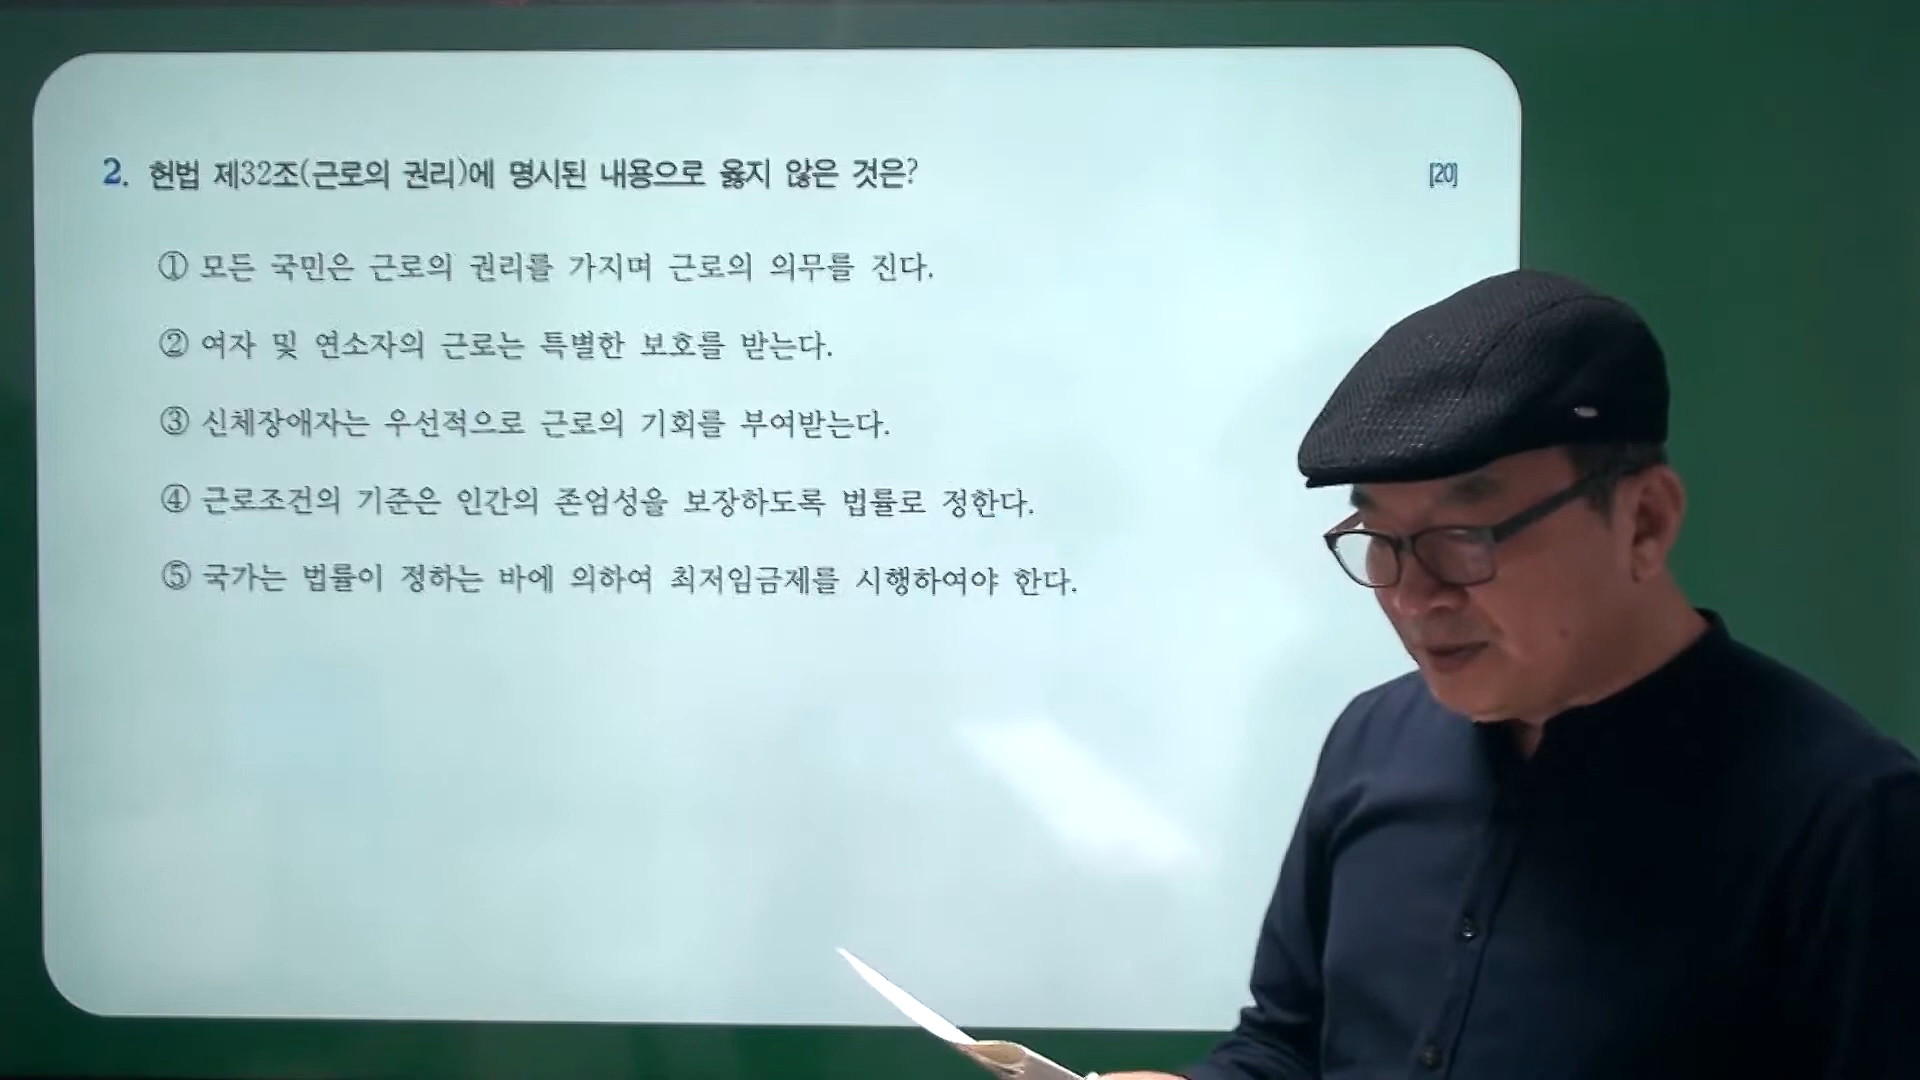 2. 헌법 제32조(근로의 권리)에 명시된 내용으로 옳지 않은 것은? [20]
① 모든 국민은 근로의 권리를 가지며 근로의 의무를 진다.
② 여자 및 연소자의 근로는 특별한 보호를 받는다.
③ 신체장애자는 우선적으로 근로의 기회를 부여받는다.
④ 근로조건의 기준은 인간의 존엄성을 보장하도록 법률로 정한다.
⑤ 국가는 법률이 정하는 바에 의하여 최저임금제를 시행하여야 한다.